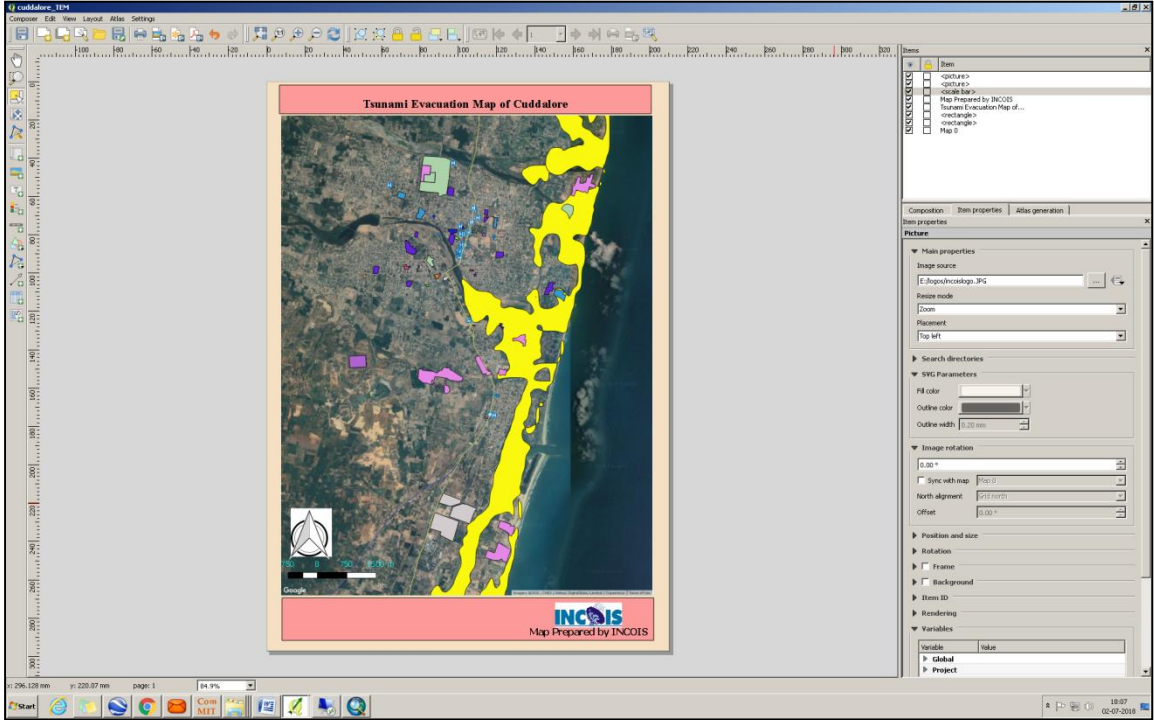 cuddalore_TEM
Composer Edit View Layout Atlas Settings
Tsunami Evacuation Map of Cuddalore
Google
INCOIS
Map Prepared by INCOIS
Items
Item
<picture>
<picture>
<scale bar>
Map Prepared by INCOIS
Tsunami Evacuation Map of...
<rectangle>
<rectangle>
Map 0
Composition Item properties Atlas generation
Item properties
Picture
Main properties
Image source
E:/logos/incoislogo.JPG
...
Resize mode
Zoom
Placement
Top left
Search directories
SVG Parameters
Fill color
Outline color
Outline width 0.20 mm
Image rotation
0.00 °
Sync with map Map 0
North alignment Grid north
Offset 0.00 °
Position and size
Rotation
Frame
Background
Item ID
Rendering
Variables
Variable Value
Global
Project
x: 296.128 mm y: 220.07 mm page: 1 84.9%
Start
Com
MIT
18:07
02-07-2018